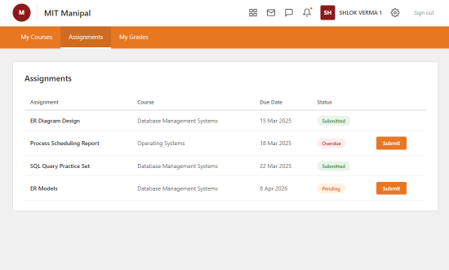 M MIT Manipal SH SHLOK VERMA 1 Sign out
My Courses Assignments My Grades
Assignments
Assignment Course Due Date Status
ER Diagram Design Database Management Systems 15 Mar 2025 Submitted
Process Scheduling Report Operating Systems 18 Mar 2025 Overdue Submit
SQL Query Practice Set Database Management Systems 22 Mar 2025 Submitted
ER Models Database Management Systems 8 Apr 2026 Pending Submit